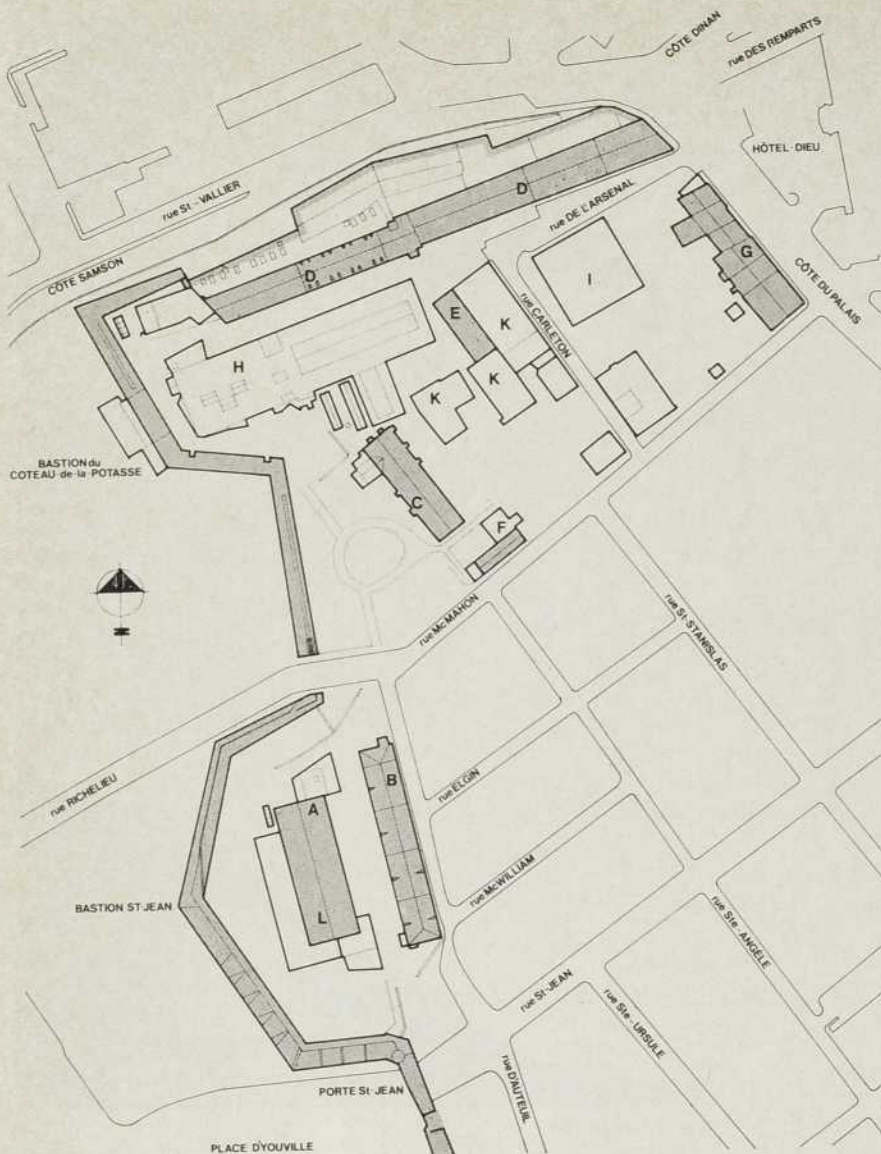 CÔTE DINAN
rue DES REMPARTS
HÔTEL-DIEU
rue St-VALLIER
D
rue DE L'ARSENAL
CÔTE SAMSON
D
G
CÔTE DU PALAIS
I
E
K
rue CARLETON
H
K
K
BASTION du
COTEAU-de-la-POTASSE
C
F
N
rue McMAHON
rue St-STANISLAS
rue RICHELIEU
B
A
rue ELGIN
L
rue McWILLIAM
BASTION ST-JEAN
rue Ste-ANGÈLE
rue St-JEAN
rue Ste-URSULE
rue D'AUTEUIL
PORTE St-JEAN
PLACE D'YOUVILLE